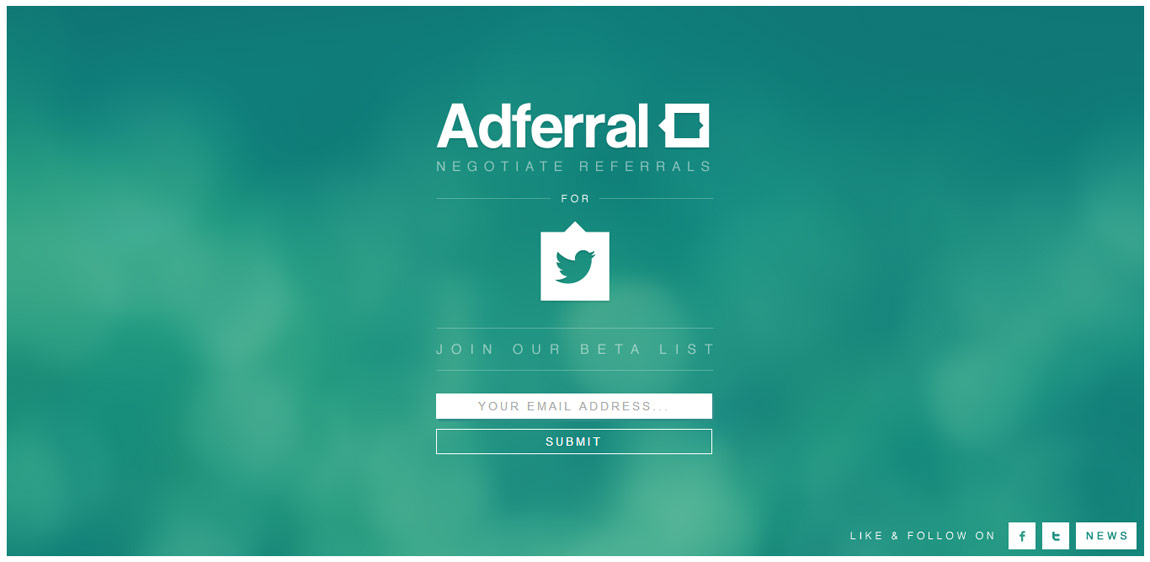 Adferral
NEGOTIATE REFERRALS
FOR
JOIN OUR BETA LIST
YOUR EMAIL ADDRESS...
SUBMIT
LIKE & FOLLOW ON f t NEWS